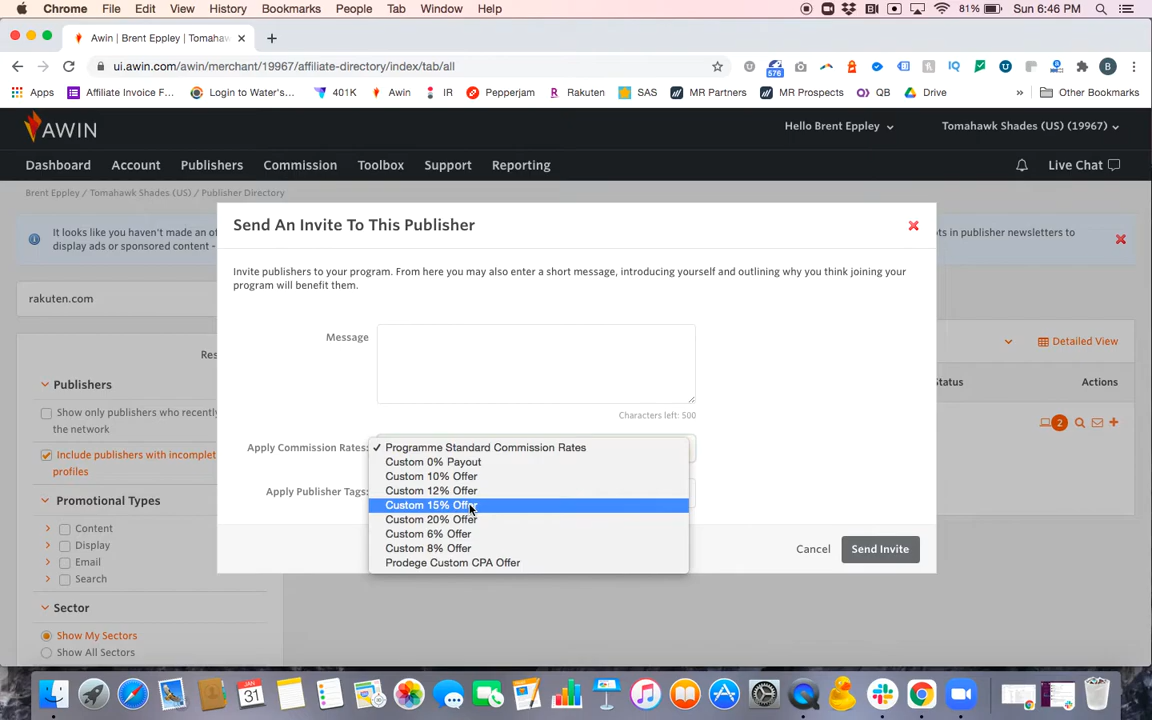 Chrome File Edit View History Bookmarks People Tab Window Help 81% Sun 6:46 PM
Awin | Brent Eppley | Tomahaw
ui.awin.com/awin/merchant/19967/affiliate-directory/index/tab/all
576
B
Apps Affiliate Invoice F... Login to Water's... 401K Awin IR Pepperjam Rakuten SAS MR Partners MR Prospects QB Drive » Other Bookmarks
AWIN
Hello Brent Eppley Tomahawk Shades (US) (19967)
Dashboard Account Publishers Commission Toolbox Support Reporting Live Chat
Brent Eppley / Tomahawk Shades (US) / Publisher Directory
It looks like you haven't made an of
display ads or sponsored content -
ots in publisher newsletters to
Send An Invite To This Publisher
Invite publishers to your program. From here you may also enter a short message, introducing yourself and outlining why you think joining your
program will benefit them.
rakuten.com
Message
Characters left: 500
Apply Commission Rates:
✓ Programme Standard Commission Rates
Custom 0% Payout
Custom 10% Offer
Custom 12% Offer
Custom 15% Offer
Custom 20% Offer
Custom 6% Offer
Custom 8% Offer
Prodege Custom CPA Offer
Apply Publisher Tags:
Cancel Send Invite
Res
Publishers
Show only publishers who recently
the network
Include publishers with incomplet
profiles
Promotional Types
Content
Display
Email
Search
Sector
Show My Sectors
Show All Sectors
Detailed View
Status Actions
2
JAN
31